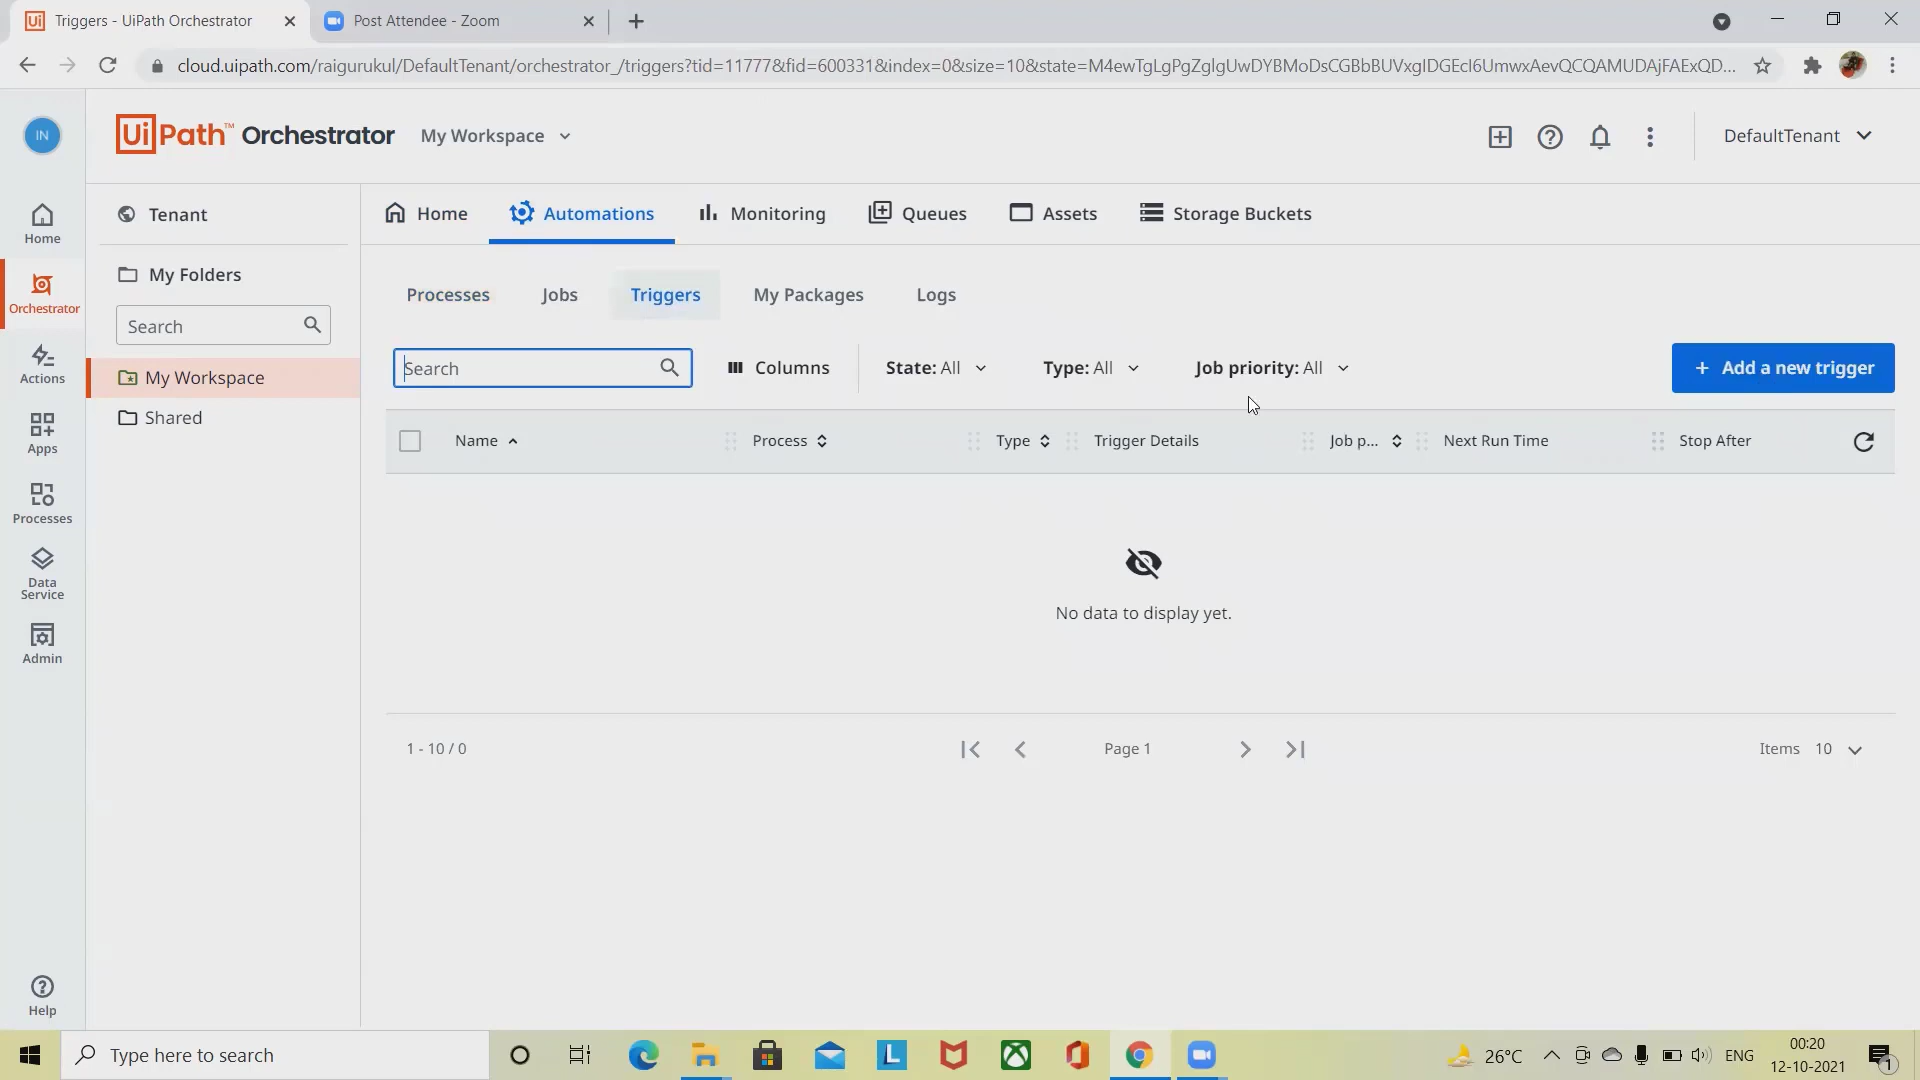 Triggers - UiPath Orchestrator
Post Attendee - Zoom
cloud.uipath.com/raigurukul/DefaultTenant/orchestrator_/triggers?tid=11777&fid=600331&index=0&size=10&state=
IN
UiPath™ Orchestrator
My Workspace
DefaultTenant
Home
Orchestrator
Actions
Apps
Processes
Data
Service
Admin
Help
Tenant
My Folders
Search
My Workspace
Shared
Home
Automations
Monitoring
Queues
Assets
Storage Buckets
Processes
Jobs
Triggers
My Packages
Logs
Search
Columns
State: All
Type: All
Job priority: All
+ Add a new trigger
Name
Process
Type
Trigger Details
Job p...
Next Run Time
Stop After
No data to display yet.
1 - 10 / 0
Page 1
Items 10
Type here to search
26°C
ENG
00:20
12-10-2021
1